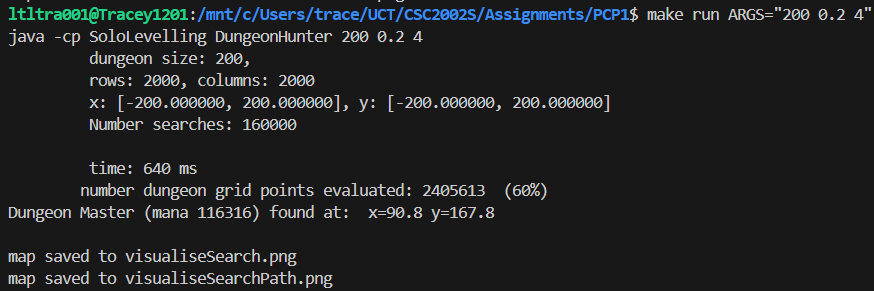 ltltra001@Tracey1201:/mnt/c/Users/trace/UCT/CSC2002S/Assignments/PCP1$ make run ARGS="200 0.2 4"
java -cp SoloLevelling DungeonHunter 200 0.2 4
dungeon size: 200,
rows: 2000, columns: 2000
x: [-200.000000, 200.000000], y: [-200.000000, 200.000000]
Number searches: 160000
time: 640 ms
number dungeon grid points evaluated: 2405613  (60%)
Dungeon Master (mana 116316) found at:  x=90.8 y=167.8
map saved to visualiseSearch.png
map saved to visualiseSearchPath.png